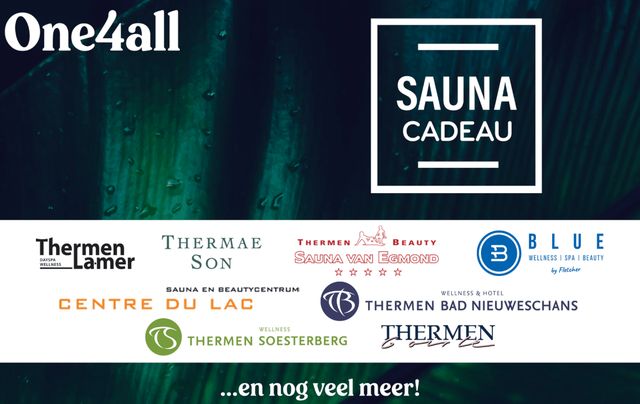 One4all
SAUNA
CADEAU
Thermen
DAYSPA
WELLNESS
LaMer
THERMAE
SON
THERMEN BEAUTY
SAUNA VAN EGMOND
B
BLUE
WELLNESS | SPA | BEAUTY
by Fletcher
SAUNA EN BEAUTYCENTRUM
CENTRE DU LAC
TB
WELLNESS & HOTEL
THERMEN BAD NIEUWESCHANS
TS
WELLNESS
THERMEN SOESTERBERG
THERMEN
...en nog veel meer!